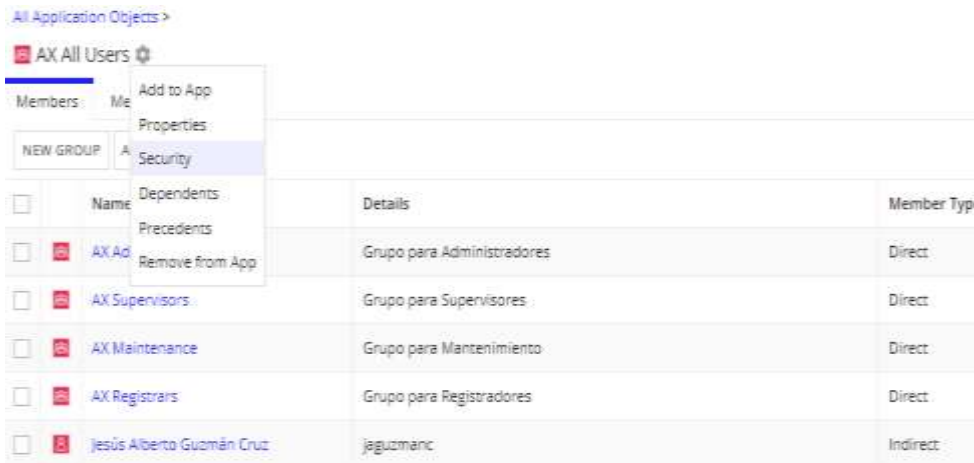 All Application Objects >
AX All Users
Add to App
Properties
Security
Dependents
Precedents
Remove from App
Members
NEW GROUP
Name Details Member Typ
AX Ad Grupo para Administradores Direct
AX Supervisors Grupo para Supervisores Direct
AX Maintenance Grupo para Mantenimiento Direct
AX Registrars Grupo para Registradores Direct
Jesús Alberto Guzmán Cruz jaguzmanc Indirect